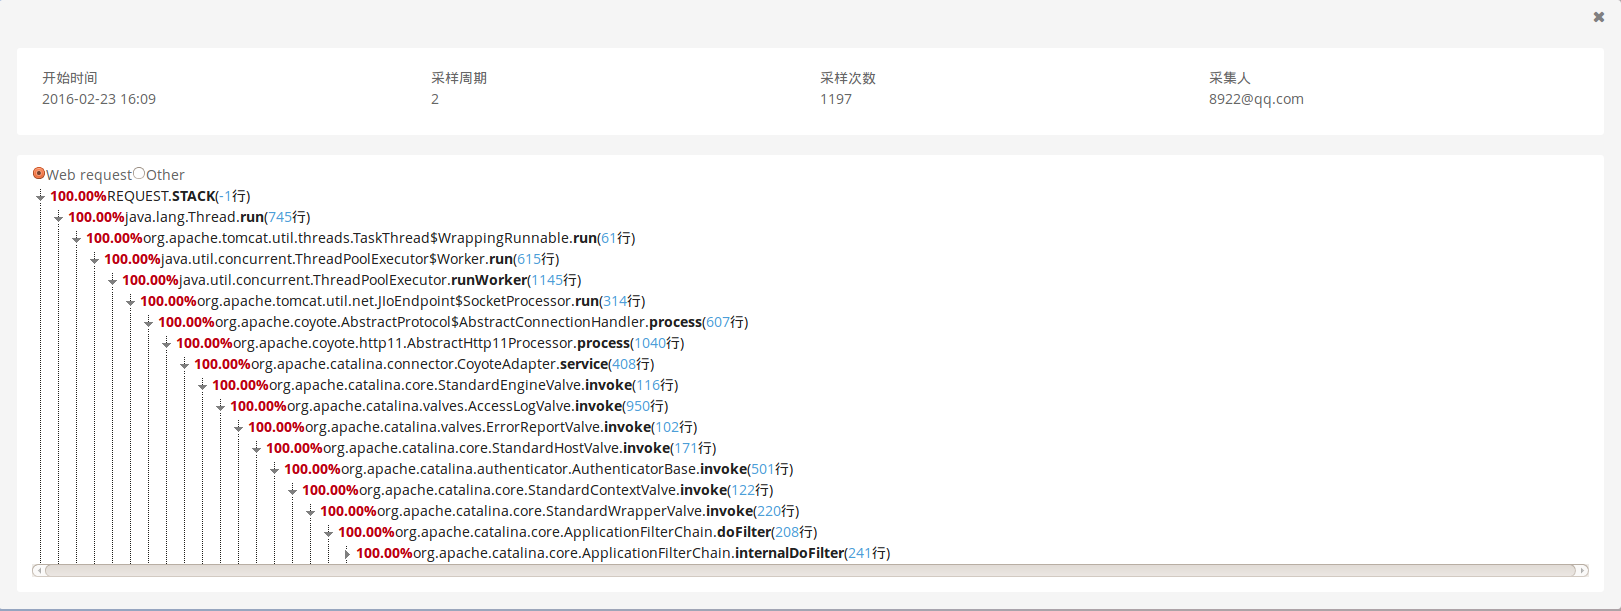 开始时间 采样周期 采样次数 采集人
2016-02-23 16:09 2 1197 8922@qq.com
Web request Other
100.00%REQUEST.STACK(-1行)
100.00%java.lang.Thread.run(745行)
100.00%org.apache.tomcat.util.threads.TaskThread$WrappingRunnable.run(61行)
100.00%java.util.concurrent.ThreadPoolExecutor$Worker.run(615行)
100.00%java.util.concurrent.ThreadPoolExecutor.runWorker(1145行)
100.00%org.apache.tomcat.util.net.JIoEndpoint$SocketProcessor.run(314行)
100.00%org.apache.coyote.AbstractProtocol$AbstractConnectionHandler.process(607行)
100.00%org.apache.coyote.http11.AbstractHttp11Processor.process(1040行)
100.00%org.apache.catalina.connector.CoyoteAdapter.service(408行)
100.00%org.apache.catalina.core.StandardEngineValve.invoke(116行)
100.00%org.apache.catalina.valves.AccessLogValve.invoke(950行)
100.00%org.apache.catalina.valves.ErrorReportValve.invoke(102行)
100.00%org.apache.catalina.core.StandardHostValve.invoke(171行)
100.00%org.apache.catalina.authenticator.AuthenticatorBase.invoke(501行)
100.00%org.apache.catalina.core.StandardContextValve.invoke(122行)
100.00%org.apache.catalina.core.StandardWrapperValve.invoke(220行)
100.00%org.apache.catalina.core.ApplicationFilterChain.doFilter(208行)
100.00%org.apache.catalina.core.ApplicationFilterChain.internalDoFilter(241行)